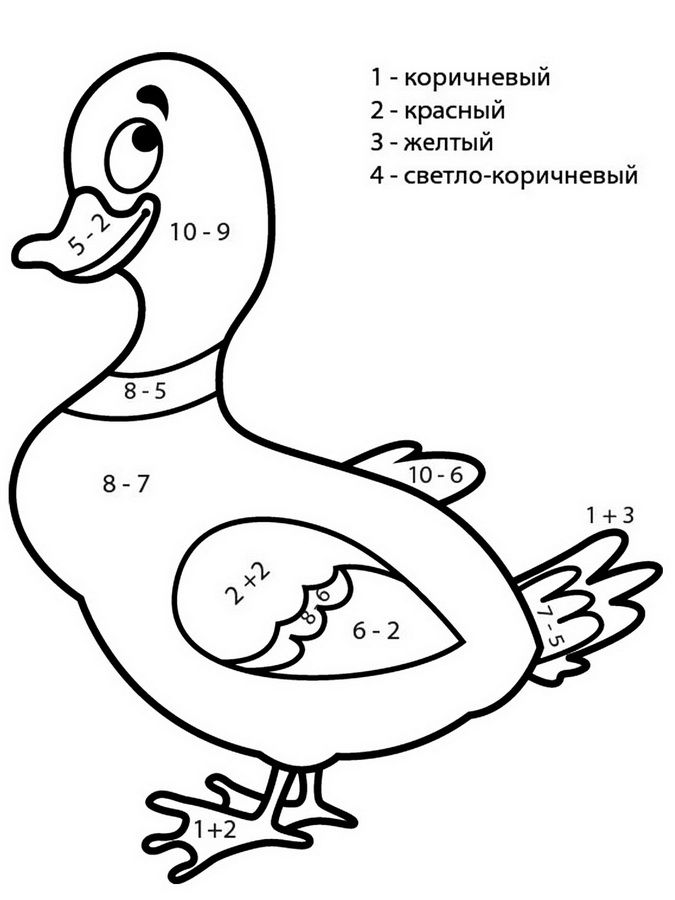 1 - коричневый
2 - красный
3 - желтый
4 - светло-коричневый
5 - 2
10 - 9
8 - 5
8 - 7
10 - 6
1 + 3
2 +2
8 - 6
6 - 2
7 - 5
1+2